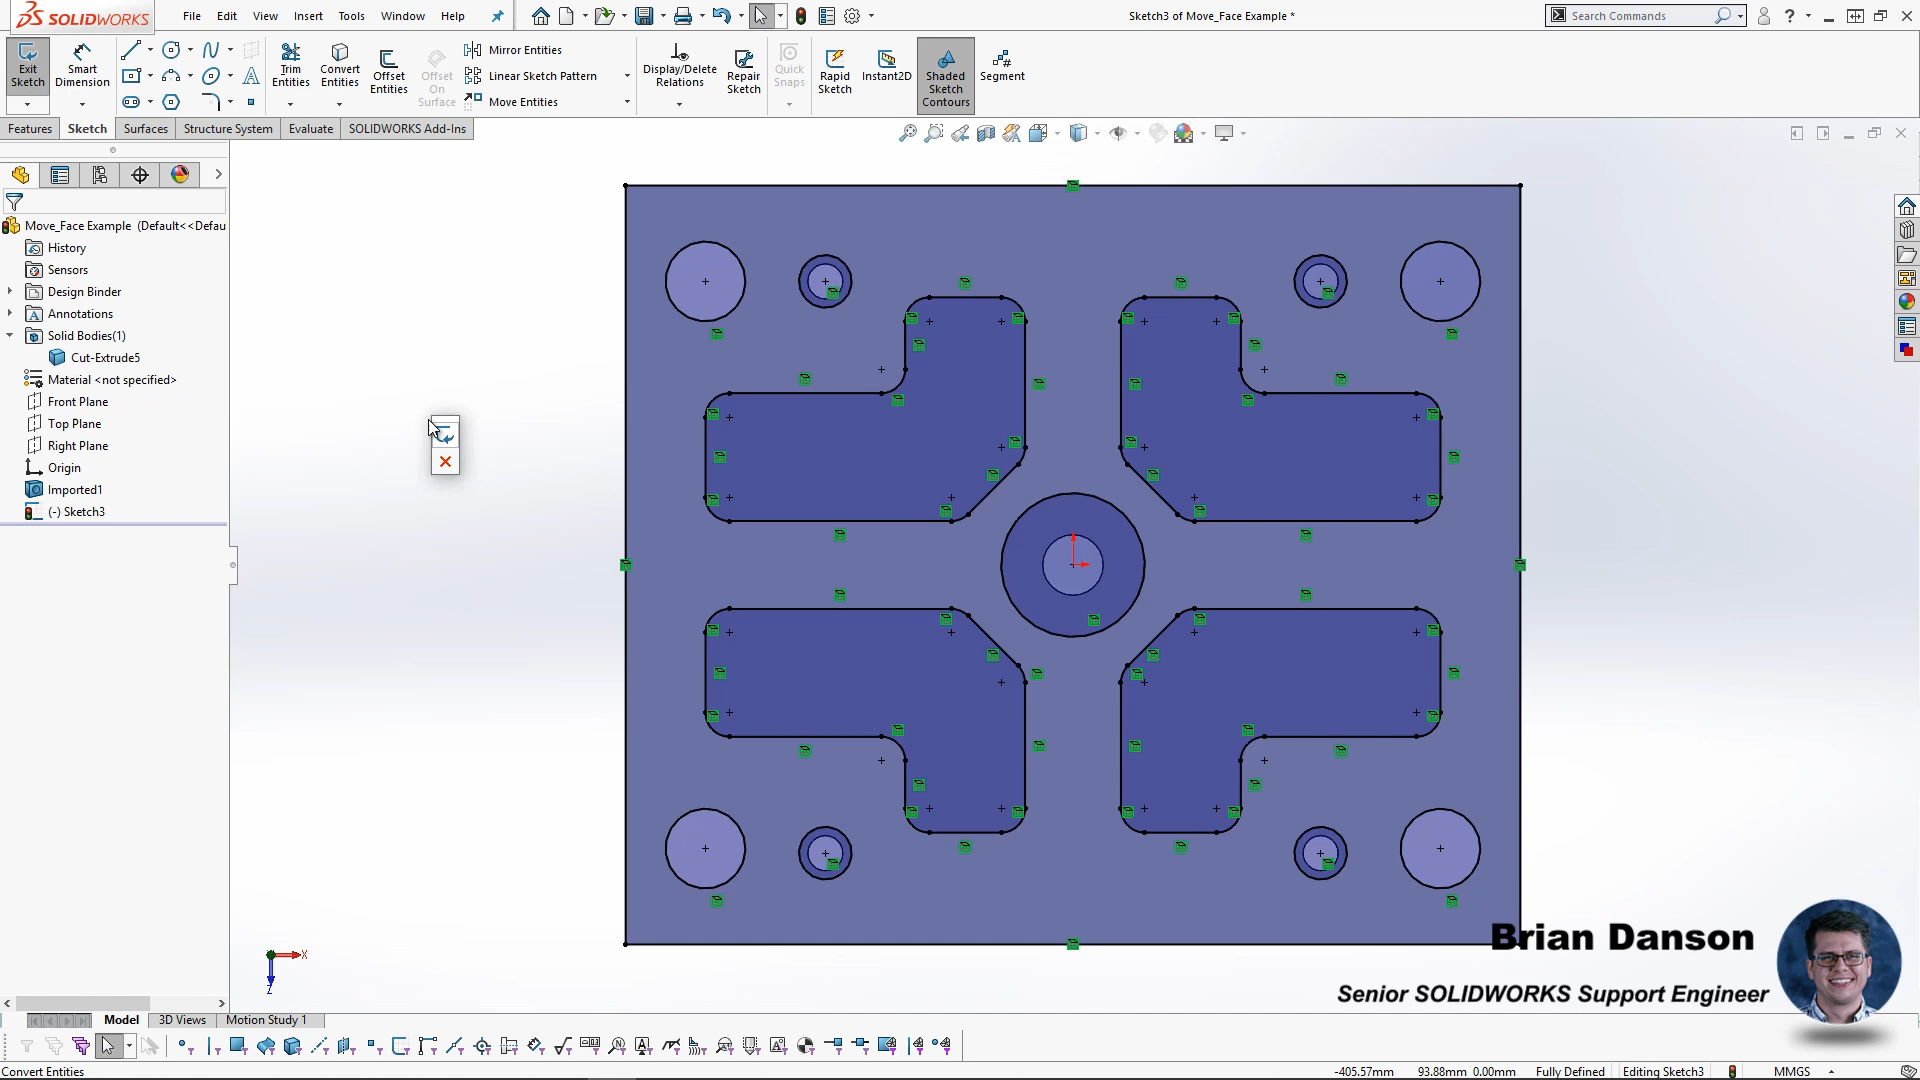 SOLIDWORKS
File Edit View Insert Tools Window Help
Sketch3 of Move_Face Example *
Search Commands
Exit Sketch
Smart Dimension
Trim Entities
Convert Entities
Offset Entities
Offset On Surface
Mirror Entities
Linear Sketch Pattern
Move Entities
Display/Delete Relations
Repair Sketch
Quick Snaps
Rapid Sketch
Instant2D
Shaded Sketch Contours
Segment
Features Sketch Surfaces Structure System Evaluate SOLIDWORKS Add-Ins
Move_Face Example (Default<<Defau
History
Sensors
Design Binder
Annotations
Solid Bodies(1)
Cut-Extrude5
Material <not specified>
Front Plane
Top Plane
Right Plane
Origin
Imported1
(-) Sketch3
X
Z
Brian Danson
Senior SOLIDWORKS Support Engineer
Model 3D Views Motion Study 1
Convert Entities
-405.57mm 93.88mm 0.00mm Fully Defined Editing Sketch3 MMGS